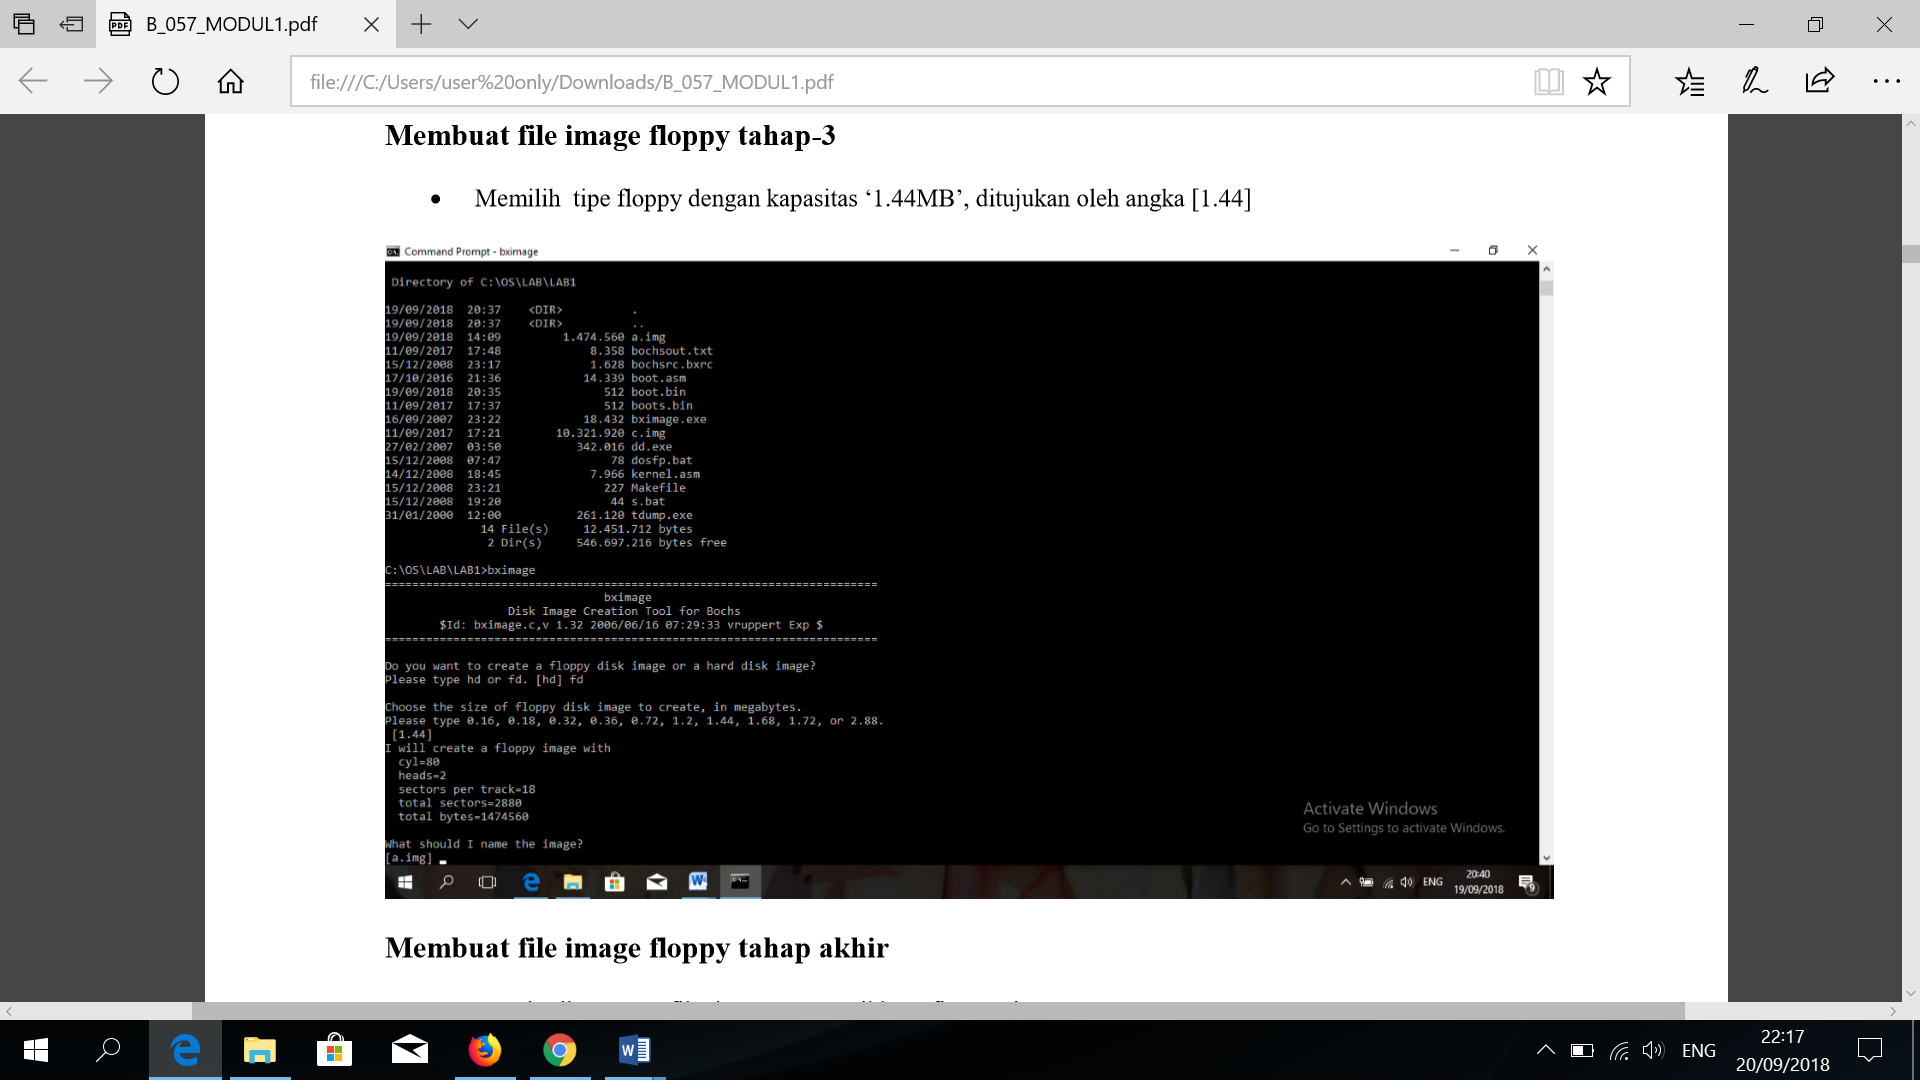 B_057_MODUL1.pdf
file:///C:/Users/user%20only/Downloads/B_057_MODUL1.pdf
Membuat file image floppy tahap-3
• Memilih  tipe floppy dengan kapasitas ‘1.44MB’, ditujukan oleh angka [1.44]
Command Prompt - bximage
Directory of C:\OS\LAB\LAB1
19/09/2018  20:37    <DIR>          .
19/09/2018  20:37    <DIR>          ..
19/09/2018  14:09         1.474.560 a.img
11/09/2017  17:48             8.358 bochsout.txt
15/12/2008  23:17             1.628 bochsrc.bxrc
17/10/2016  21:36            14.339 boot.asm
19/09/2018  20:35               512 boot.bin
11/09/2017  17:37               512 boots.bin
16/09/2007  23:22            18.432 bximage.exe
11/09/2017  17:21        10.321.920 c.img
27/02/2007  03:50           342.016 dd.exe
15/12/2008  07:47                78 dosfp.bat
14/12/2008  18:45             7.966 kernel.asm
15/12/2008  23:21               227 Makefile
15/12/2008  19:20                44 s.bat
31/01/2000  12:00           261.120 tdump.exe
14 File(s)     12.451.712 bytes
2 Dir(s)     546.697.216 bytes free
C:\OS\LAB\LAB1>bximage
========================================================================
bximage
Disk Image Creation Tool for Bochs
$Id: bximage.c,v 1.32 2006/06/16 07:29:33 vruppert Exp $
========================================================================
Do you want to create a floppy disk image or a hard disk image?
Please type hd or fd. [hd] fd
Choose the size of floppy disk image to create, in megabytes.
Please type 0.16, 0.18, 0.32, 0.36, 0.72, 1.2, 1.44, 1.68, 1.72, or 2.88.
[1.44]
I will create a floppy image with
cyl=80
heads=2
sectors per track=18
total sectors=2880
total bytes=1474560
What should I name the image?
[a.img] _
Activate Windows
Go to Settings to activate Windows.
ENG
20:40
19/09/2018
9
Membuat file image floppy tahap akhir
ENG
22:17
20/09/2018